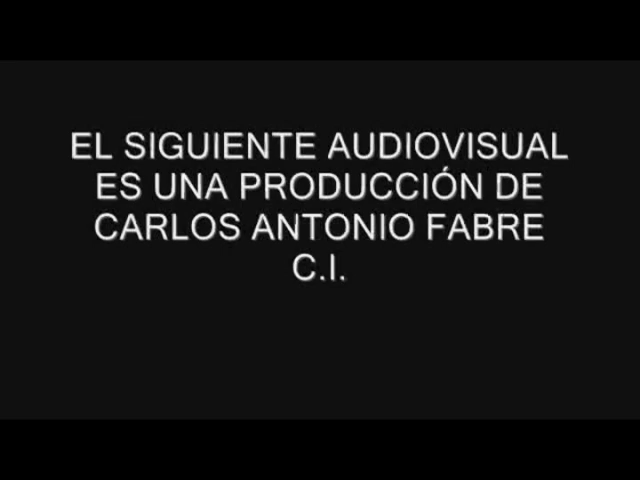 EL SIGUIENTE AUDIOVISUAL
ES UNA PRODUCCIÓN DE
CARLOS ANTONIO FABRE
C.I.